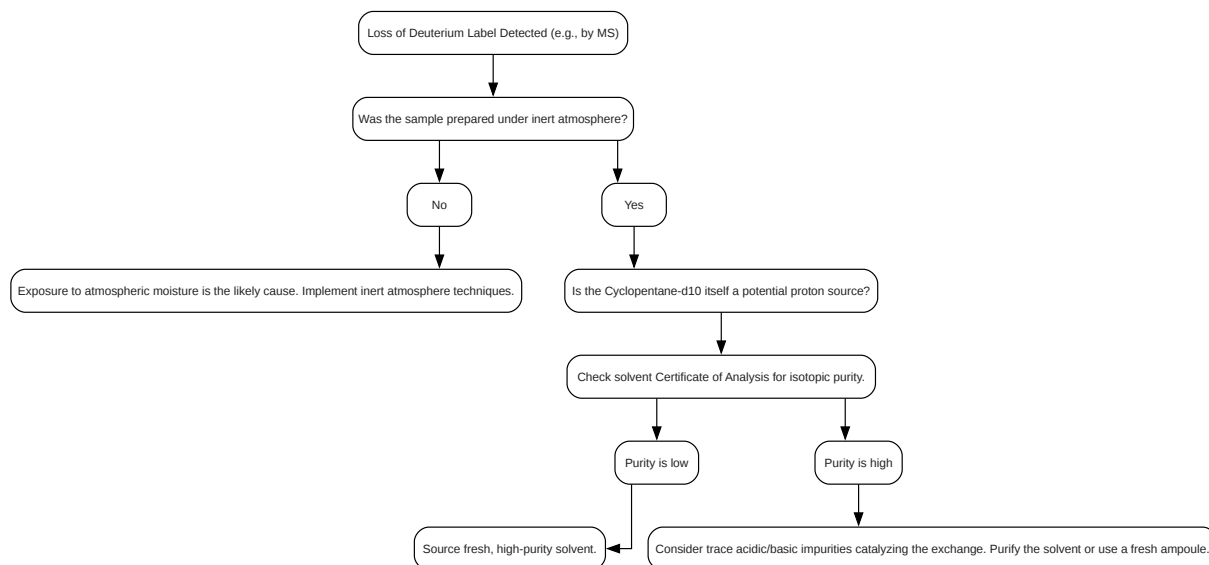 Loss of Deuterium Label Detected (e.g., by MS)
Was the sample prepared under inert atmosphere?
No
Yes
Exposure to atmospheric moisture is the likely cause. Implement inert atmosphere techniques.
Is the Cyclopentane-d10 itself a potential proton source?
Check solvent Certificate of Analysis for isotopic purity.
Purity is low
Purity is high
Source fresh, high-purity solvent.
Consider trace acidic/basic impurities catalyzing the exchange. Purify the solvent or use a fresh ampoule.